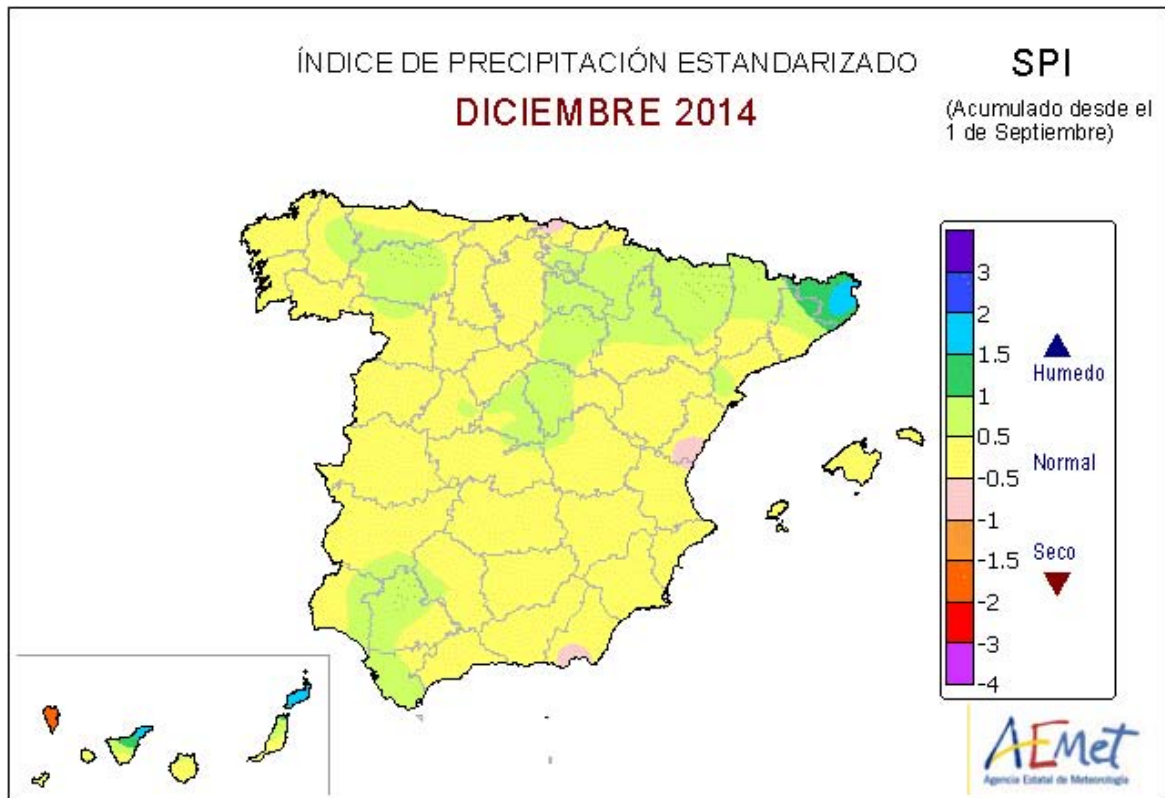 ÍNDICE DE PRECIPITACIÓN ESTANDARIZADO
SPI
DICIEMBRE 2014
(Acumulado desde el
1 de Septiembre)
3
2
1.5
1
0.5
-0.5
-1
-1.5
-2
-3
-4
Humedo
Normal
Seco
AEMet
Agencia Estatal de Meteorología